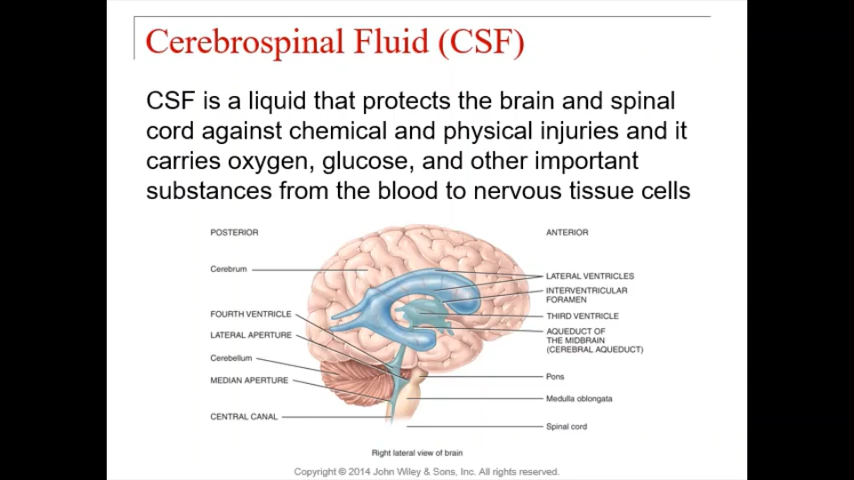 Cerebrospinal Fluid (CSF)
CSF is a liquid that protects the brain and spinal
cord against chemical and physical injuries and it
carries oxygen, glucose, and other important
substances from the blood to nervous tissue cells
POSTERIOR
ANTERIOR
Cerebrum
FOURTH VENTRICLE
LATERAL APERTURE
Cerebellum
MEDIAN APERTURE
CENTRAL CANAL
LATERAL VENTRICLES
INTERVENTRICULAR
FORAMEN
THIRD VENTRICLE
AQUEDUCT OF
THE MIDBRAIN
(CEREBRAL AQUEDUCT)
Pons
Medulla oblongata
Spinal cord
Right lateral view of brain
Copyright © 2014 John Wiley & Sons, Inc. All rights reserved.